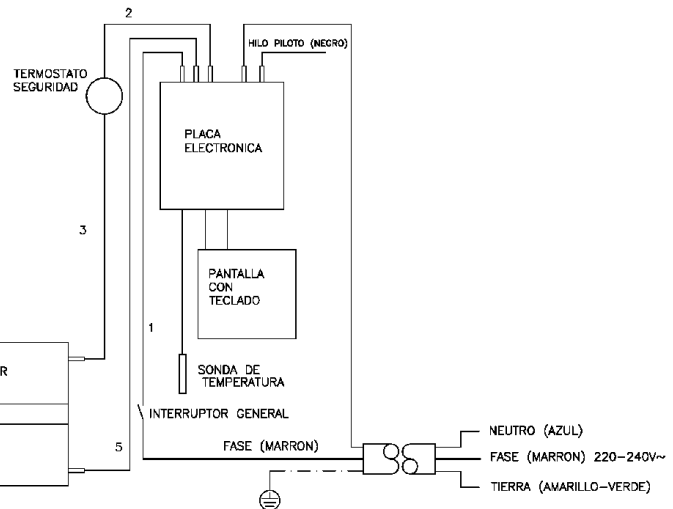 2
HILO PILOTO (NEGRO)
TERMOSTATO
SEGURIDAD
PLACA
ELECTRONICA
3
PANTALLA
CON
TECLADO
1
R
SONDA DE
TEMPERATURA
INTERRUPTOR GENERAL
5
FASE (MARRON)
NEUTRO (AZUL)
FASE (MARRON) 220-240V~
TIERRA (AMARILLO-VERDE)